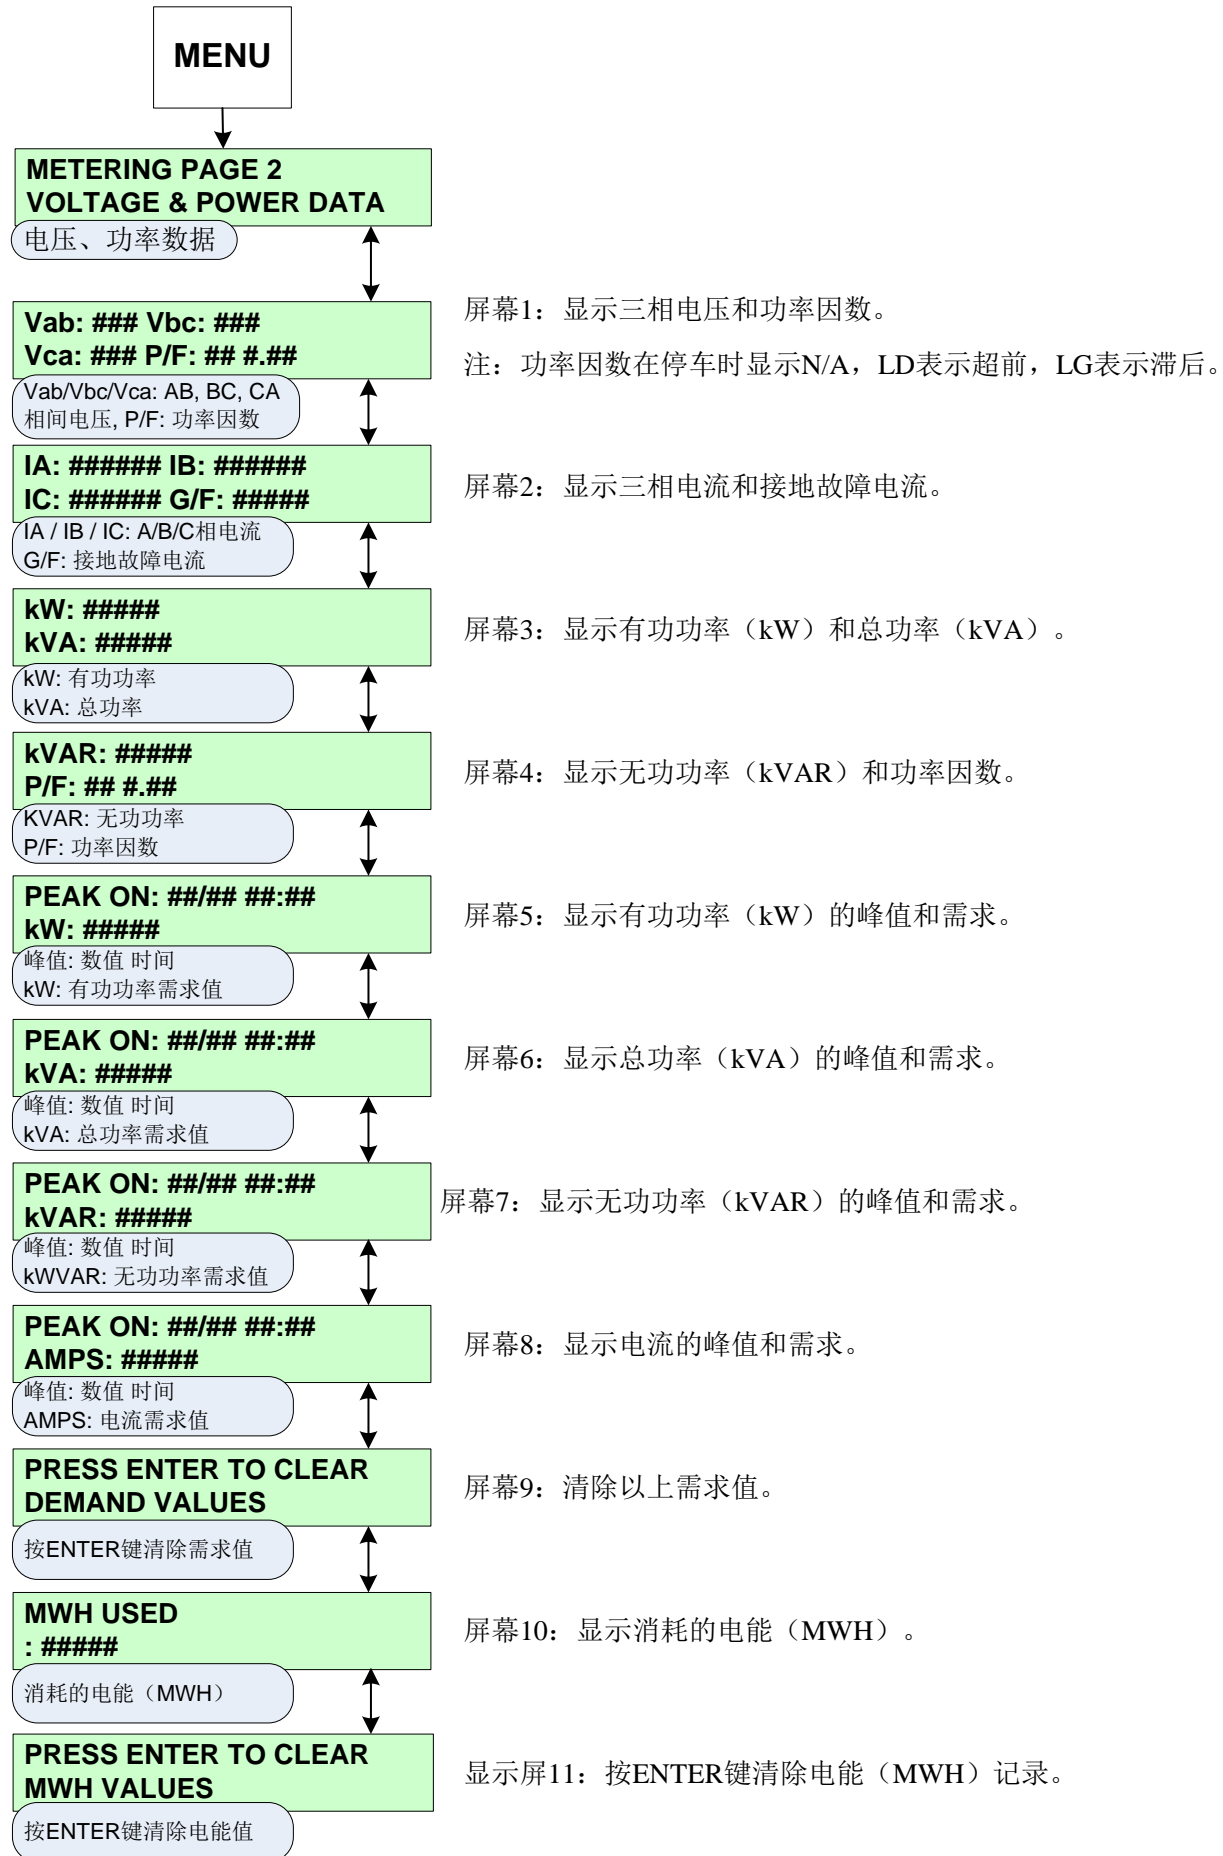 MENU
METERING PAGE 2
VOLTAGE & POWER DATA
电压、功率数据
Vab: ### Vbc: ###
Vca: ### P/F: ## #.##
Vab/Vbc/Vca: AB, BC, CA
相间电压, P/F: 功率因数
屏幕1：显示三相电压和功率因数。
注：功率因数在停车时显示N/A，LD表示超前，LG表示滞后。
IA: ###### IB: ######
IC: ###### G/F: #####
IA / IB / IC: A/B/C相电流
G/F: 接地故障电流
屏幕2：显示三相电流和接地故障电流。
kW: #####
kVA: #####
kW: 有功功率
kVA: 总功率
屏幕3：显示有功功率（kW）和总功率（kVA）。
kVAR: #####
P/F: ## #.##
KVAR: 无功功率
P/F: 功率因数
屏幕4：显示无功功率（kVAR）和功率因数。
PEAK ON: ##/## ##:##
kW: #####
峰值: 数值 时间
kW: 有功功率需求值
屏幕5：显示有功功率（kW）的峰值和需求。
PEAK ON: ##/## ##:##
kVA: #####
峰值: 数值 时间
kVA: 总功率需求值
屏幕6：显示总功率（kVA）的峰值和需求。
PEAK ON: ##/## ##:##
kVAR: #####
峰值: 数值 时间
kWVAR: 无功功率需求值
屏幕7：显示无功功率（kVAR）的峰值和需求。
PEAK ON: ##/## ##:##
AMPS: #####
峰值: 数值 时间
AMPS: 电流需求值
屏幕8：显示电流的峰值和需求。
PRESS ENTER TO CLEAR
DEMAND VALUES
按ENTER键清除需求值
屏幕9：清除以上需求值。
MWH USED
: #####
消耗的电能（MWH）
屏幕10：显示消耗的电能（MWH）。
PRESS ENTER TO CLEAR
MWH VALUES
按ENTER键清除电能值
显示屏11：按ENTER键清除电能（MWH）记录。